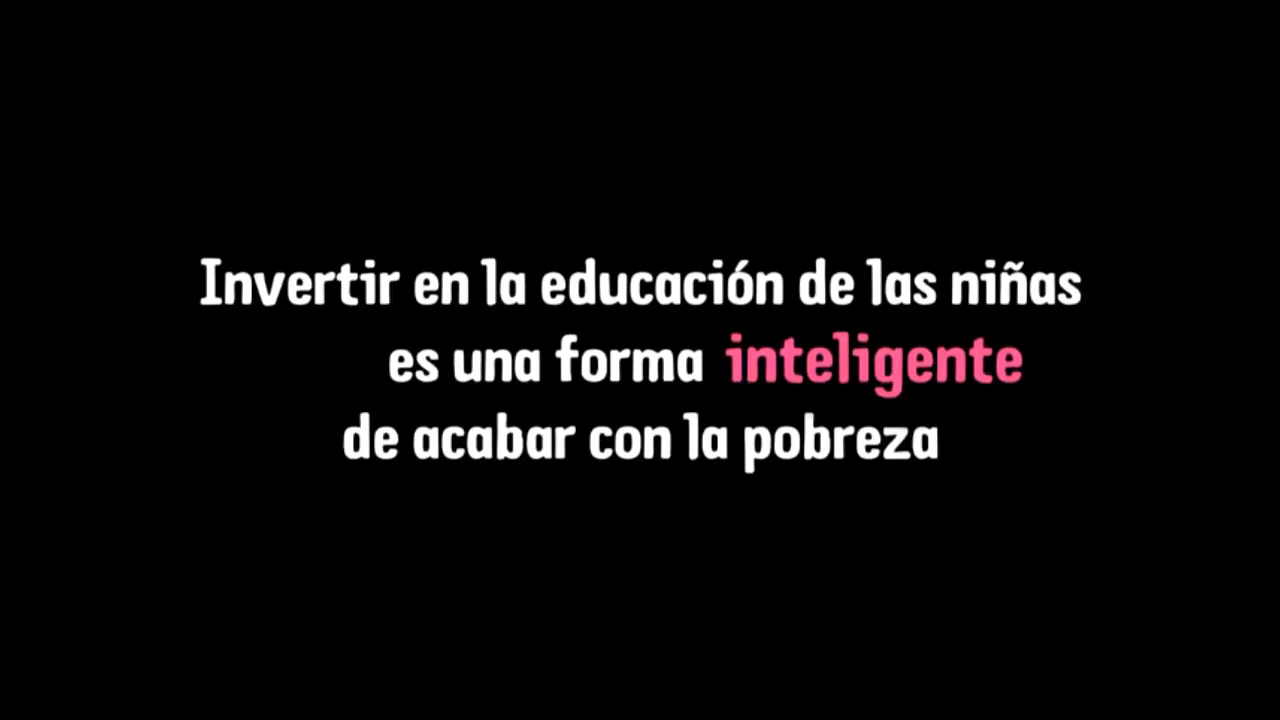 Invertir en la educación de las niñas
es una forma inteligente
de acabar con la pobreza